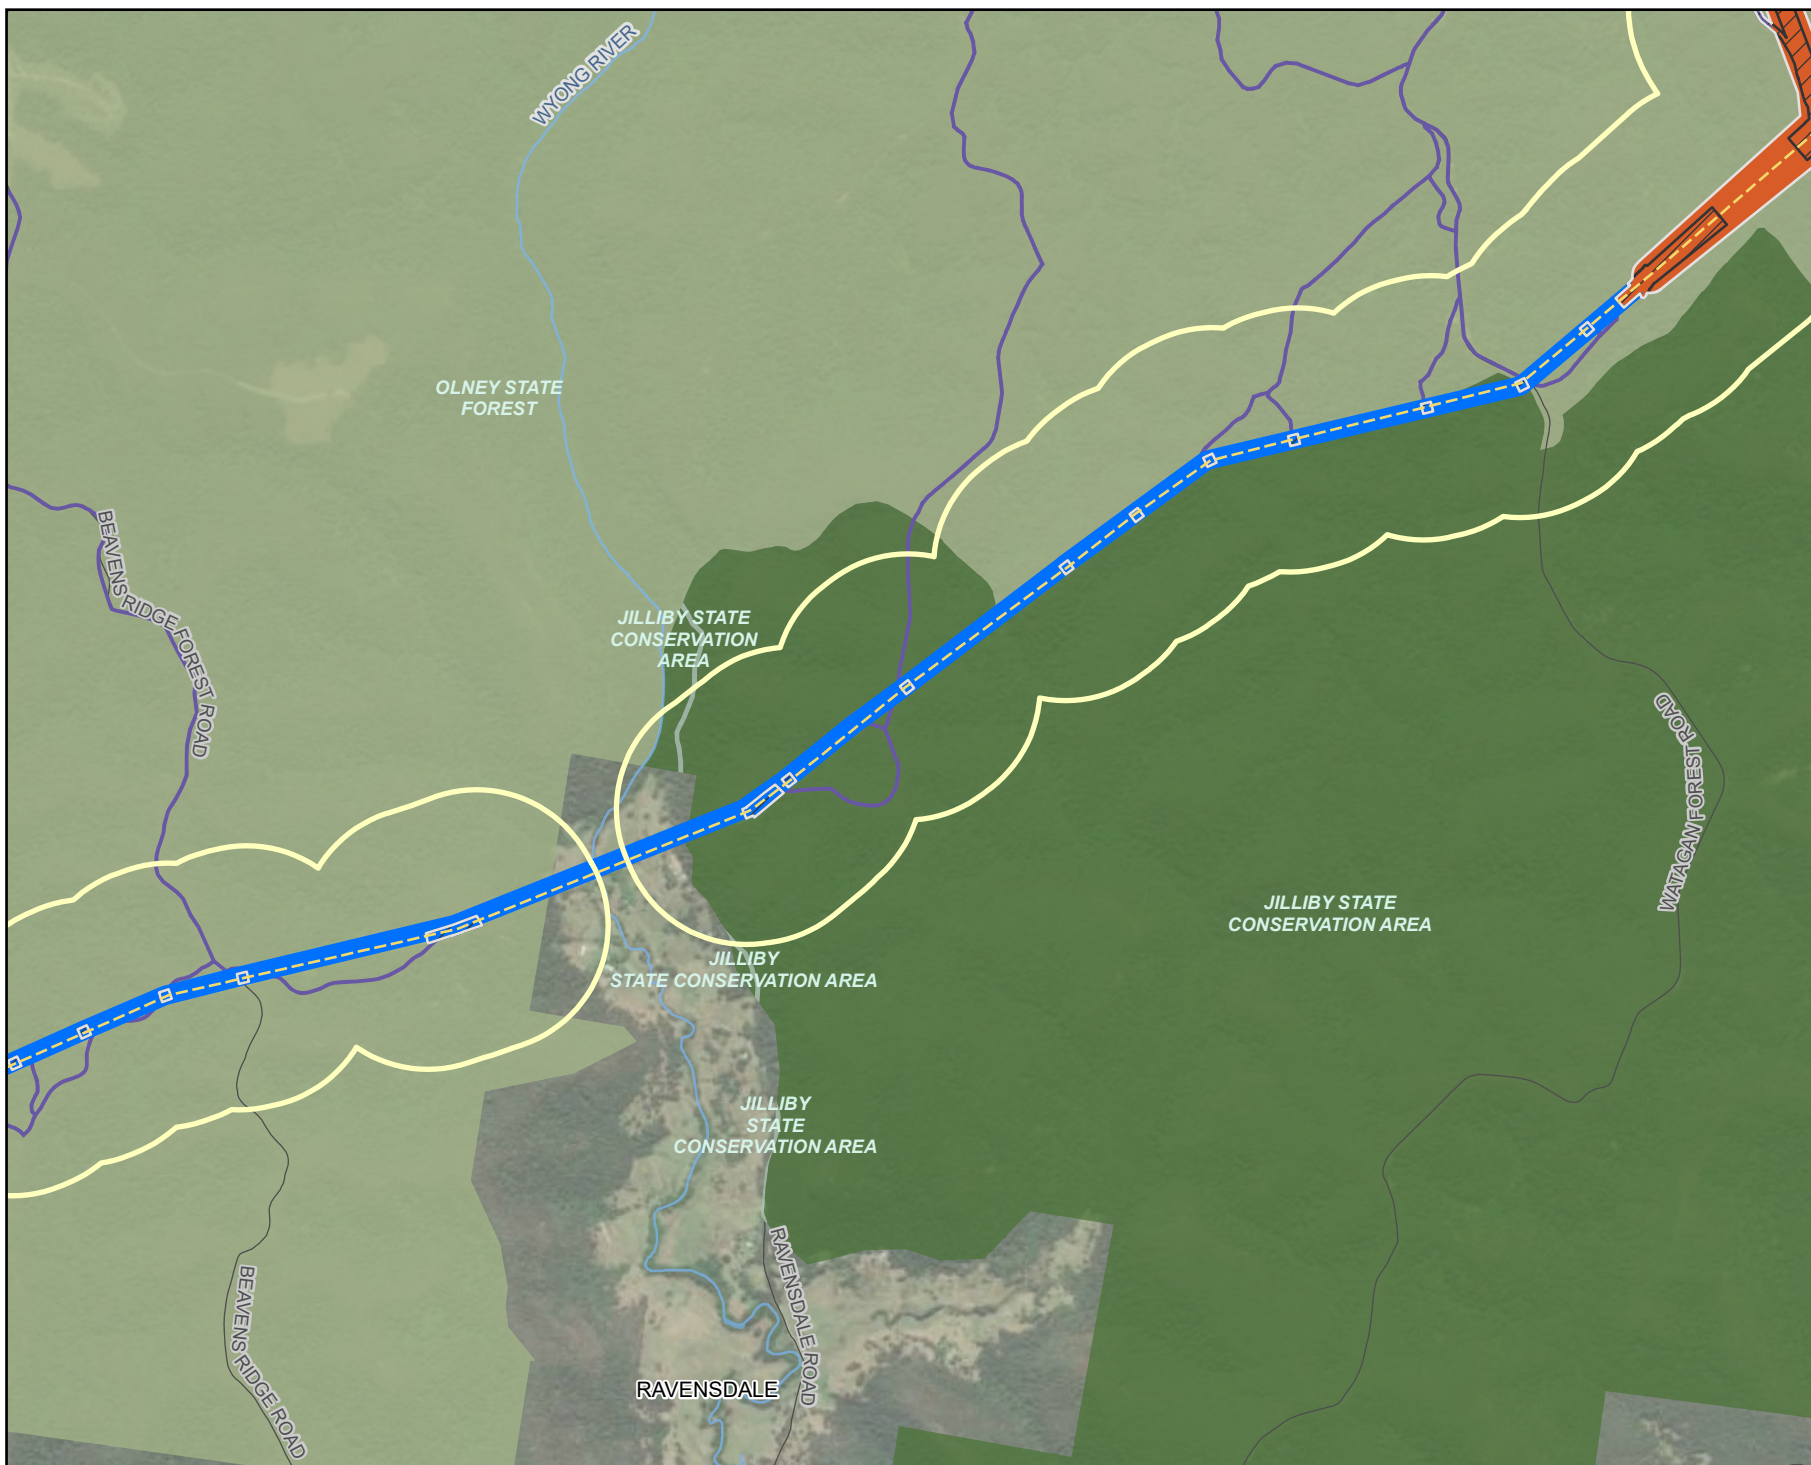 WYONG RIVER
OLNEY STATE
FOREST
BEAVENS RIDGE FOREST ROAD
JILLIBY STATE
CONSERVATION
AREA
WATAGAN FOREST ROAD
JILLIBY STATE
CONSERVATION AREA
JILLIBY
STATE CONSERVATION AREA
JILLIBY
STATE
CONSERVATION AREA
RAVENSDALE ROAD
BEAVENS RIDGE ROAD
RAVENSDALE